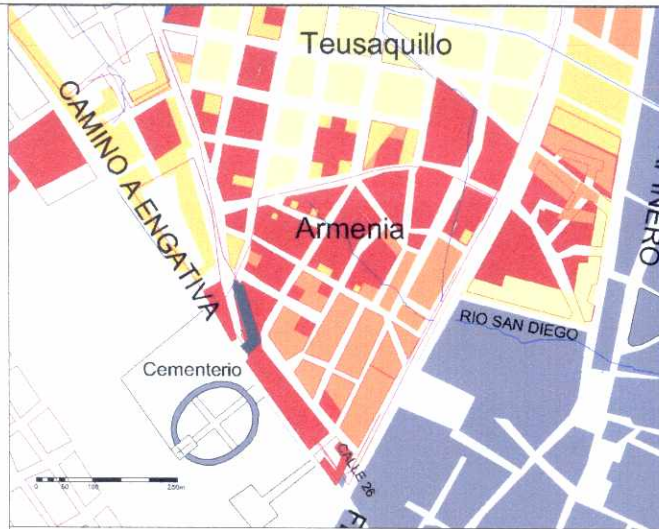 Teusaquillo
CAMINO A ENGATIVA
Armenia
RIO SAN DIEGO
Cementerio
CALLE 26